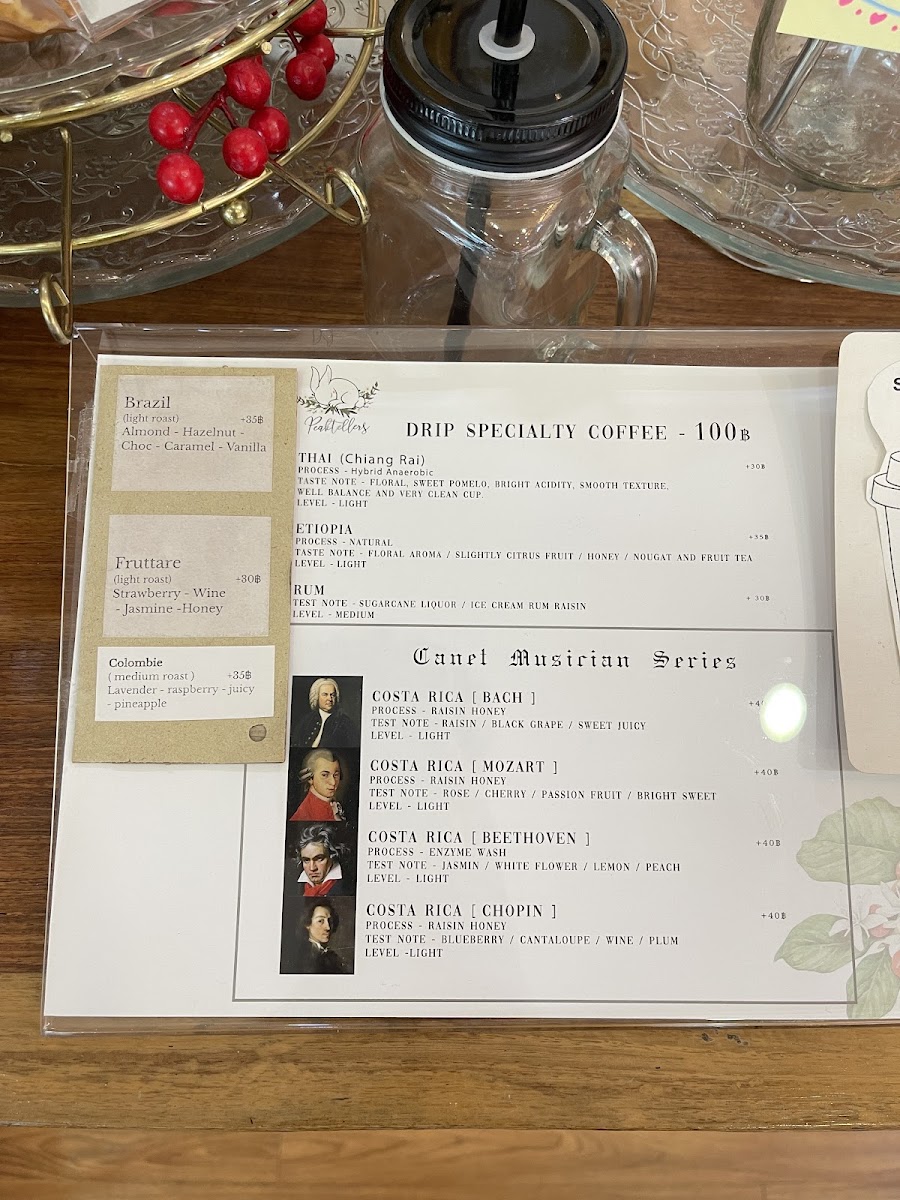 Brazil
(light roast) +35฿
Almond - Hazelnut -
Choc - Caramel - Vanilla
Fruttare
(light roast) +30฿
Strawberry - Wine
- Jasmine -Honey
Colombie
( medium roast ) +35฿
Lavender - raspberry - juicy
- pineapple
Peabtellers
DRIP SPECIALTY COFFEE - 100฿
THAI (Chiang Rai) +30฿
PROCESS - Hybrid Anaerobic
TASTE NOTE - FLORAL, SWEET POMELO, BRIGHT ACIDITY, SMOOTH TEXTURE,
WELL BALANCE AND VERY CLEAN CUP.
LEVEL - LIGHT
ETIOPIA
PROCESS - NATURAL +35฿
TASTE NOTE - FLORAL AROMA / SLIGHTLY CITRUS FRUIT / HONEY / NOUGAT AND FRUIT TEA
LEVEL - LIGHT
RUM + 30฿
TEST NOTE - SUGARCANE LIQUOR / ICE CREAM RUM RAISIN
LEVEL - MEDIUM
Canet Musician Series
COSTA RICA [ BACH ]
PROCESS - RAISIN HONEY
TEST NOTE - RAISIN / BLACK GRAPE / SWEET JUICY
LEVEL - LIGHT
COSTA RICA [ MOZART ] +40฿
PROCESS - RAISIN HONEY
TEST NOTE - ROSE / CHERRY / PASSION FRUIT / BRIGHT SWEET
LEVEL - LIGHT
COSTA RICA [ BEETHOVEN ] +40฿
PROCESS - ENZYME WASH
TEST NOTE - JASMIN / WHITE FLOWER / LEMON / PEACH
LEVEL - LIGHT
COSTA RICA [ CHOPIN ] +40฿
PROCESS - RAISIN HONEY
TEST NOTE - BLUEBERRY / CANTALOUPE / WINE / PLUM
LEVEL -LIGHT